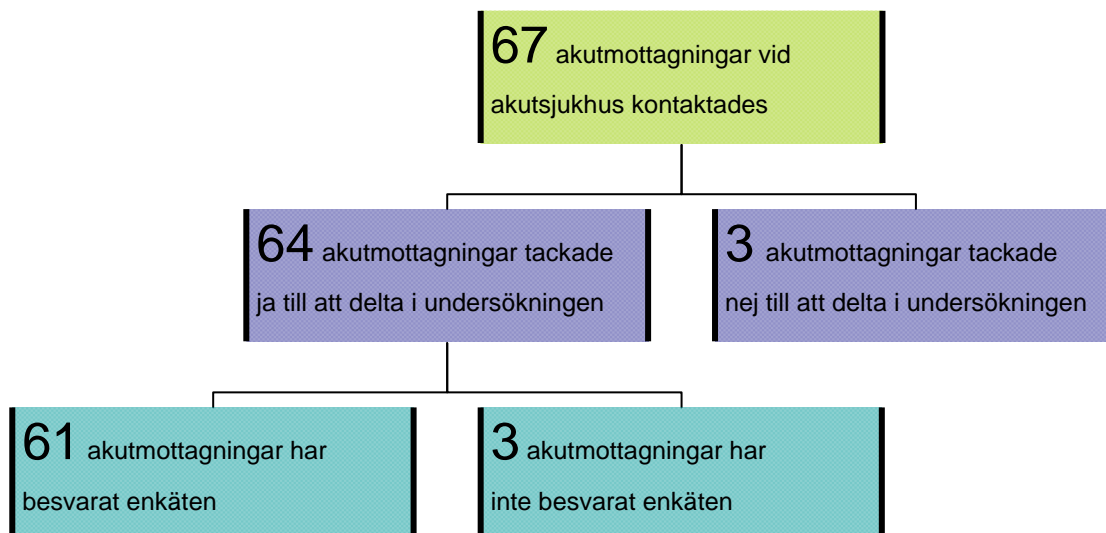 67 akutmottagningar vid
akutsjukhus kontaktades
64 akutmottagningar tackade
ja till att delta i undersökningen
3 akutmottagningar tackade
nej till att delta i undersökningen
61 akutmottagningar har
besvarat enkäten
3 akutmottagningar har
inte besvarat enkäten